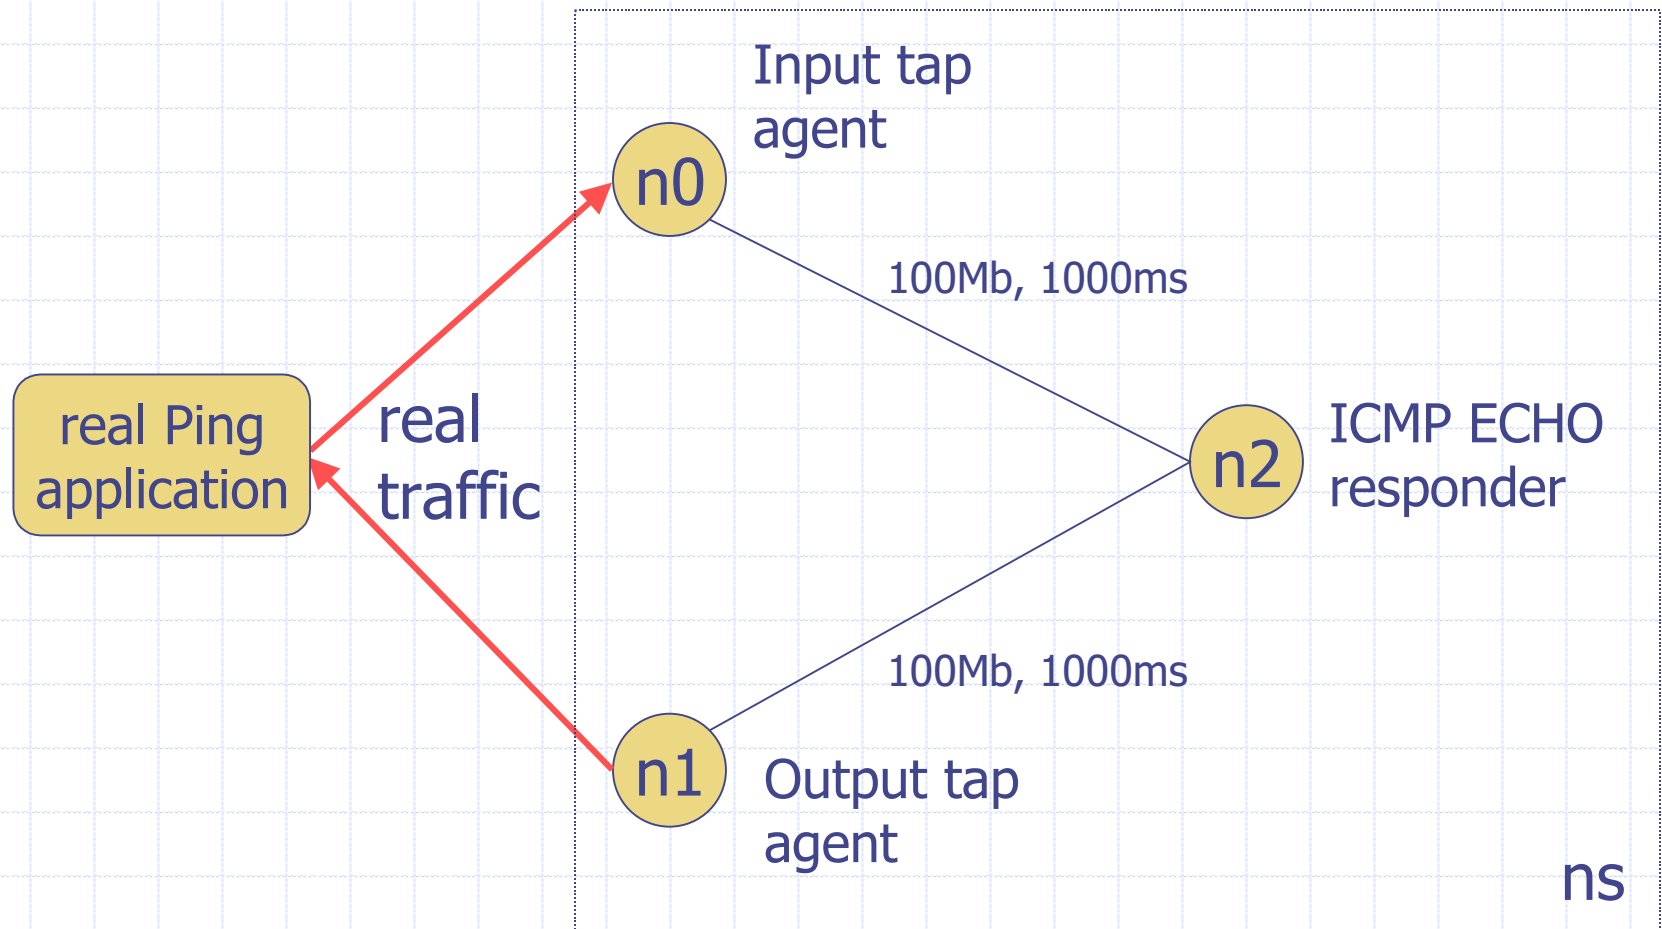 Input tap
agent
n0
100Mb, 1000ms
real Ping
application
real
traffic
n2
ICMP ECHO
responder
100Mb, 1000ms
n1
Output tap
agent
ns